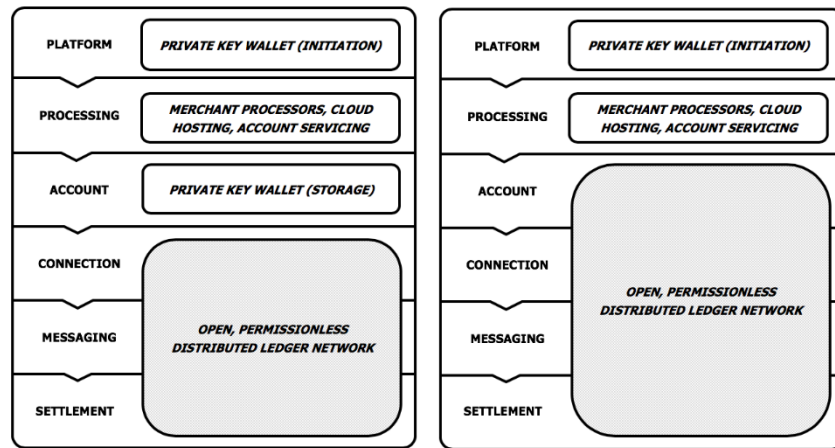 PLATFORM
PRIVATE KEY WALLET (INITIATION)
PROCESSING
MERCHANT PROCESSORS, CLOUD
HOSTING, ACCOUNT SERVICING
ACCOUNT
PRIVATE KEY WALLET (STORAGE)
CONNECTION
MESSAGING
OPEN, PERMISSIONLESS
DISTRIBUTED LEDGER NETWORK
SETTLEMENT
PLATFORM
PRIVATE KEY WALLET (INITIATION)
PROCESSING
MERCHANT PROCESSORS, CLOUD
HOSTING, ACCOUNT SERVICING
ACCOUNT
CONNECTION
OPEN, PERMISSIONLESS
DISTRIBUTED LEDGER NETWORK
MESSAGING
SETTLEMENT